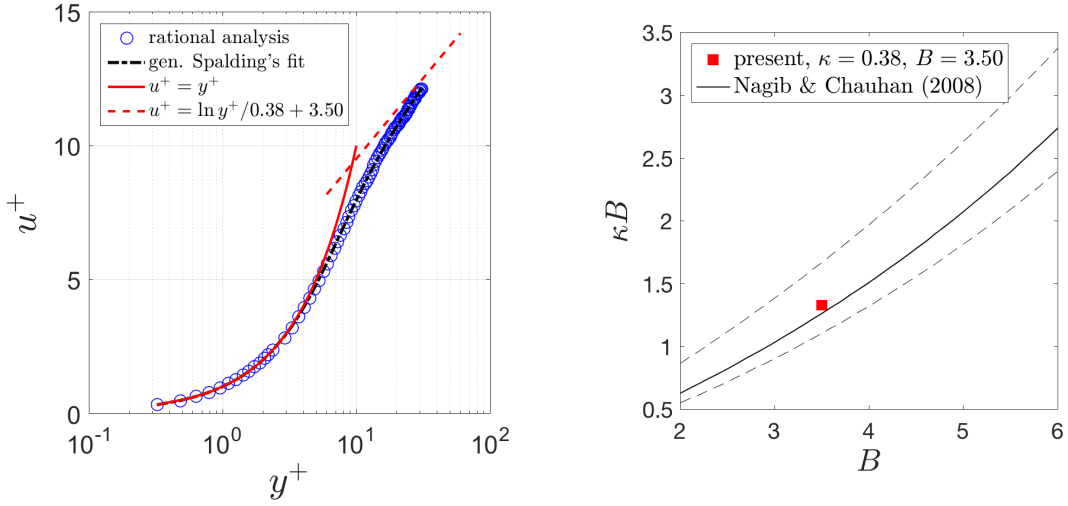 15
10
5
0
10^-1
10^0
10^1
10^2
u^+
y^+
rational analysis
gen. Spalding's fit
u^+ = y^+
u^+ = ln y^+/0.38 + 3.50
3.5
3
2.5
2
1.5
1
0.5
2
3
4
5
6
κB
B
present, κ = 0.38, B = 3.50
Nagib & Chauhan (2008)